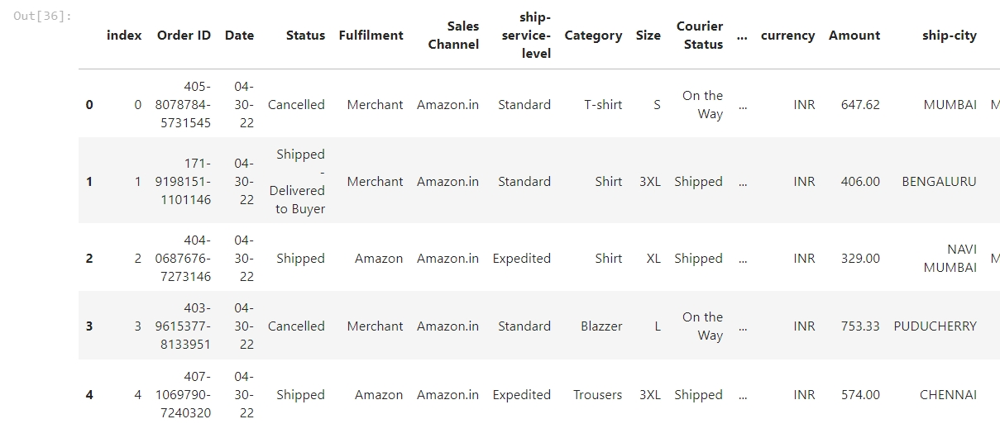 Out[36]:
index Order ID Date Status Fulfilment Sales Channel ship-service-level Category Size Courier Status ... currency Amount ship-city
0 0 405-8078784-5731545 04-30-22 Cancelled Merchant Amazon.in Standard T-shirt S On the Way ... INR 647.62 MUMBAI M
1 1 171-9198151-1101146 04-30-22 Shipped - Delivered to Buyer Merchant Amazon.in Standard Shirt 3XL Shipped ... INR 406.00 BENGALURU
2 2 404-0687676-7273146 04-30-22 Shipped Amazon Amazon.in Expedited Shirt XL Shipped ... INR 329.00 NAVI MUMBAI M
3 3 403-9615377-8133951 04-30-22 Cancelled Merchant Amazon.in Standard Blazzer L On the Way ... INR 753.33 PUDUCHERRY
4 4 407-1069790-7240320 04-30-22 Shipped Amazon Amazon.in Expedited Trousers 3XL Shipped ... INR 574.00 CHENNAI